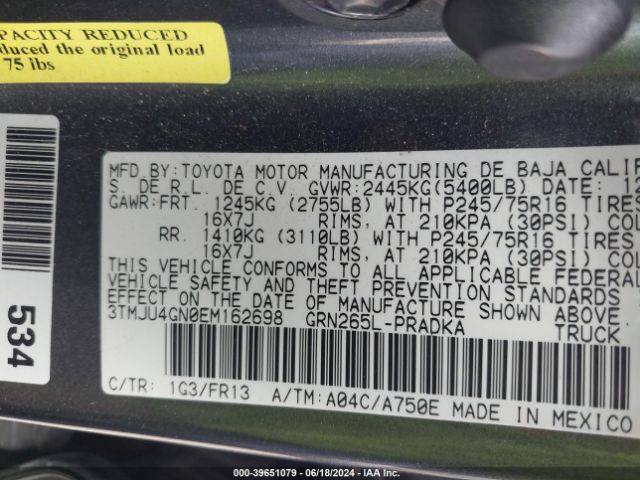 PACITY REDUCED
duced the original load
75 lbs
534
MFD.BY:TOYOTA MOTOR MANUFACTURING DE BAJA CALIF
S. DE R.L. DE C.V. GVWR:2445KG(5400LB) DATE: 12
GAWR:FRT. 1245KG (2755LB) WITH P245/75R16 TIRES
16X7J RIMS, AT 210KPA (30PSI) COL
RR. 1410KG (3110LB) WITH P245/75R16 TIRES
16X7J RIMS, AT 210KPA (30PSI) COL
THIS VEHICLE CONFORMS TO ALL APPLICABLE FEDERAL
VEHICLE SAFETY AND THEFT PREVENTION STANDARDS
EFFECT ON THE DATE OF MANUFACTURE SHOWN ABOVE.
3TMJU4GN0EM162698 GRN265L-PRADKA TRUCK
C/TR: 1G3/FR13 A/TM:A04C/A750E MADE IN MEXICO
000-39651079 | 06/18/2024 | IAA Inc.